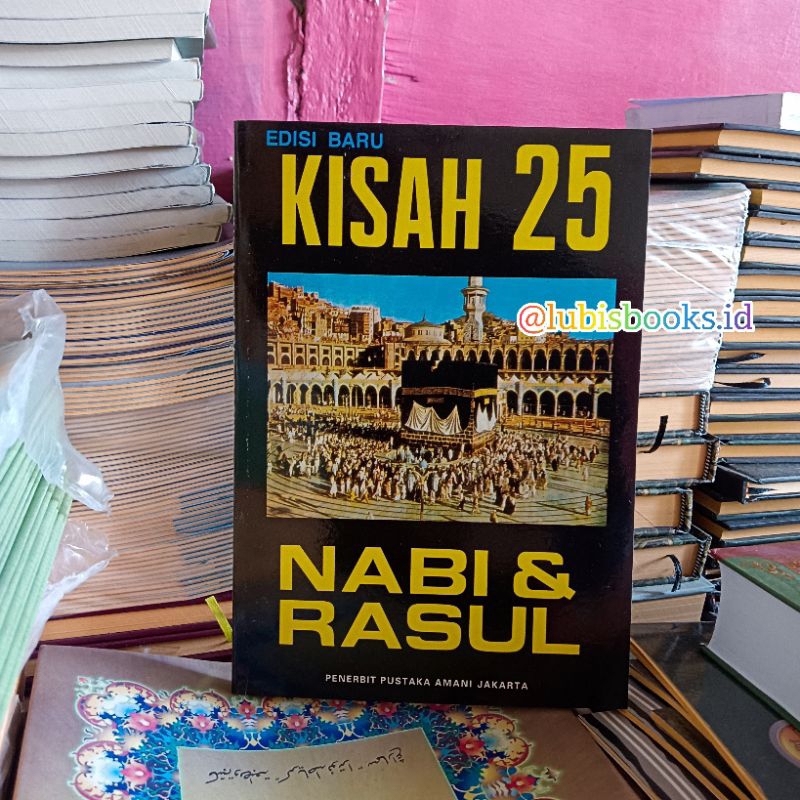 EDISI BARU
KISAH 25
@lubisbooks.id
NABI &
RASUL
PENERBIT PUSTAKA AMANI JAKARTA